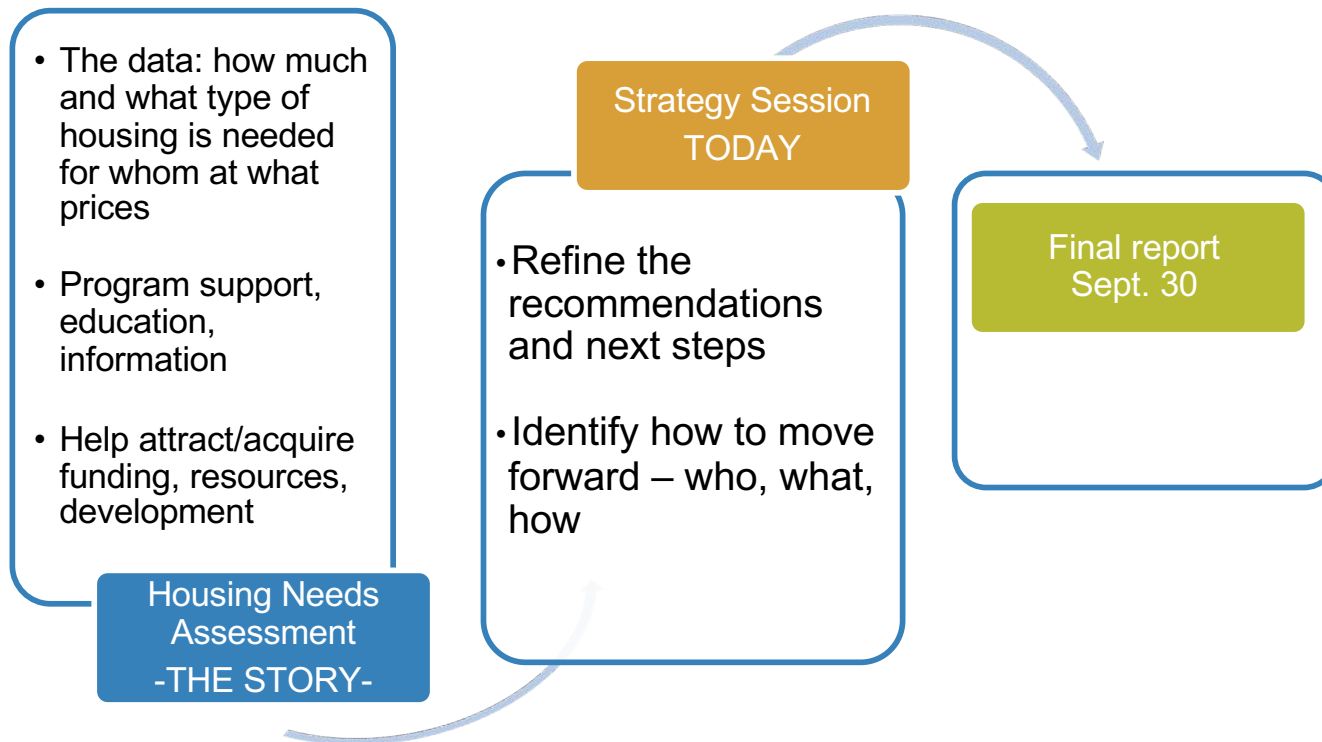 • The data: how much
and what type of
housing is needed
for whom at what
prices
• Program support,
education,
information
• Help attract/acquire
funding, resources,
development
Housing Needs
Assessment
-THE STORY-
Strategy Session
TODAY
• Refine the
recommendations
and next steps
• Identify how to move
forward – who, what,
how
Final report
Sept. 30